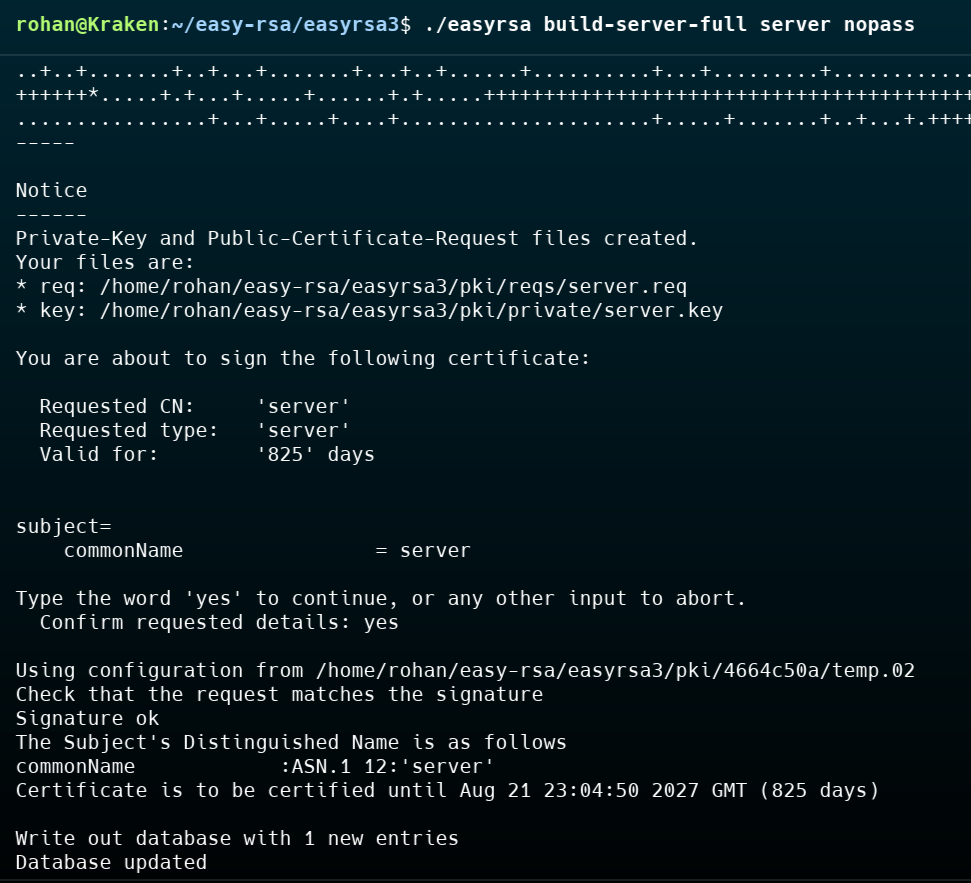 rohan@Kraken:~/easy-rsa/easyrsa3$ ./easyrsa build-server-full server nopass
..+..+.......+..+...+.......+...+..+......+..........+...+.........+............
++++++*.....+.+...+.....+......+.+.....+++++++++++++++++++++++++++++++++++++++++
................+...+.....+....+.....................+.....+.......+..+...+.++++
-----
Notice
------
Private-Key and Public-Certificate-Request files created.
Your files are:
* req: /home/rohan/easy-rsa/easyrsa3/pki/reqs/server.req
* key: /home/rohan/easy-rsa/easyrsa3/pki/private/server.key
You are about to sign the following certificate:
Requested CN:     'server'
Requested type:   'server'
Valid for:        '825' days
subject=
commonName                = server
Type the word 'yes' to continue, or any other input to abort.
Confirm requested details: yes
Using configuration from /home/rohan/easy-rsa/easyrsa3/pki/4664c50a/temp.02
Check that the request matches the signature
Signature ok
The Subject's Distinguished Name is as follows
commonName            :ASN.1 12:'server'
Certificate is to be certified until Aug 21 23:04:50 2027 GMT (825 days)
Write out database with 1 new entries
Database updated